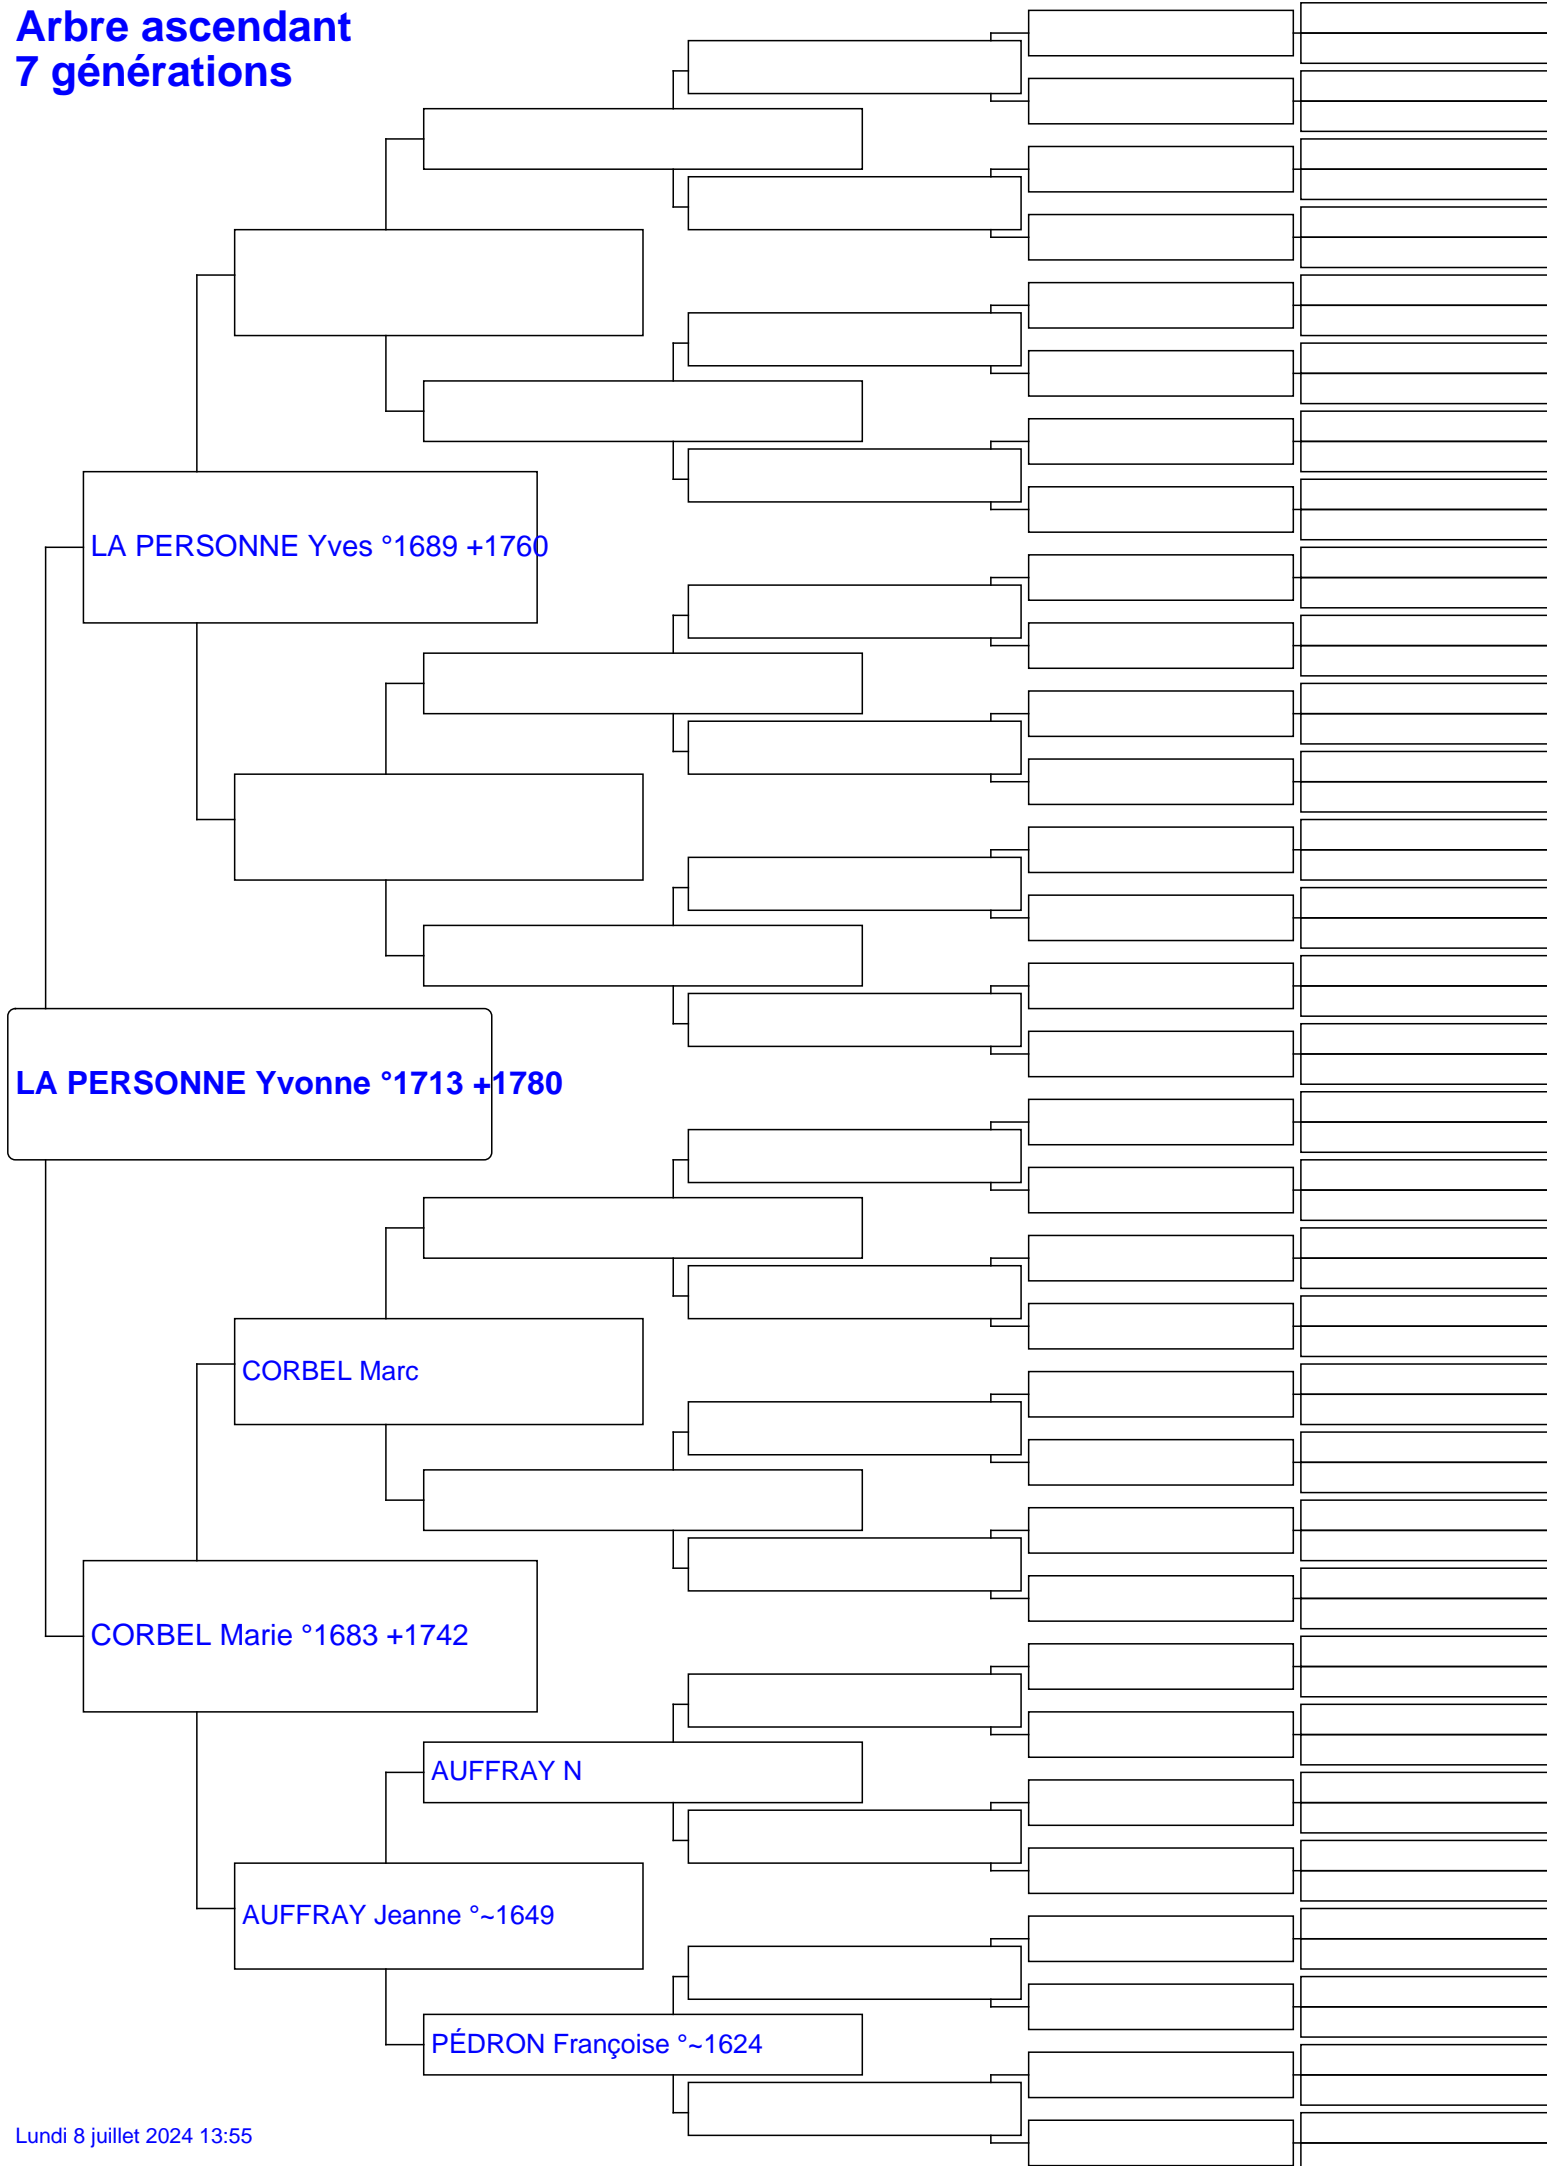 Arbre ascendant
7 générations
LA PERSONNE Yves °1689 +1760
LA PERSONNE Yvonne °1713 +1780
CORBEL Marc
CORBEL Marie °1683 +1742
AUFFRAY N
AUFFRAY Jeanne °~1649
PÉDRON Françoise °~1624
Lundi 8 juillet 2024 13:55